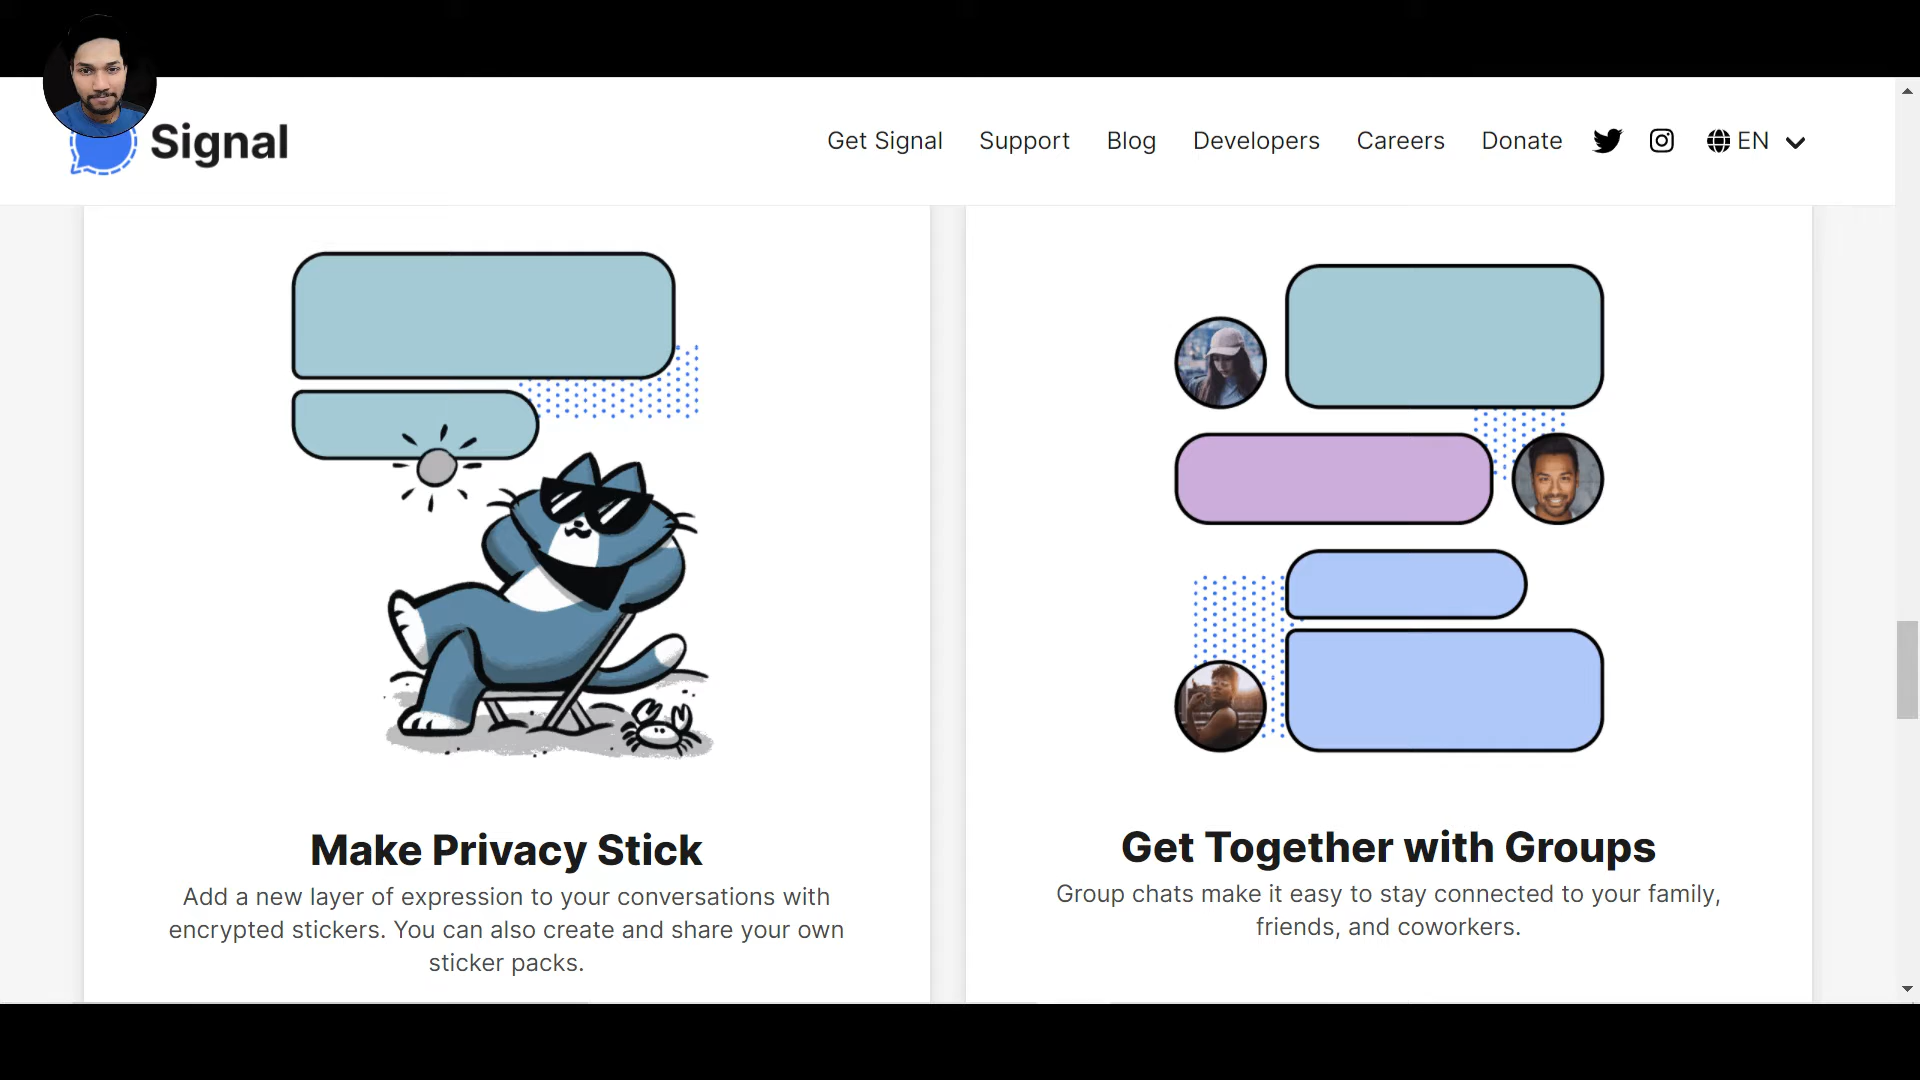 Signal
Get Signal Support Blog Developers Careers Donate EN
Make Privacy Stick
Add a new layer of expression to your conversations with
encrypted stickers. You can also create and share your own
sticker packs.
Get Together with Groups
Group chats make it easy to stay connected to your family,
friends, and coworkers.